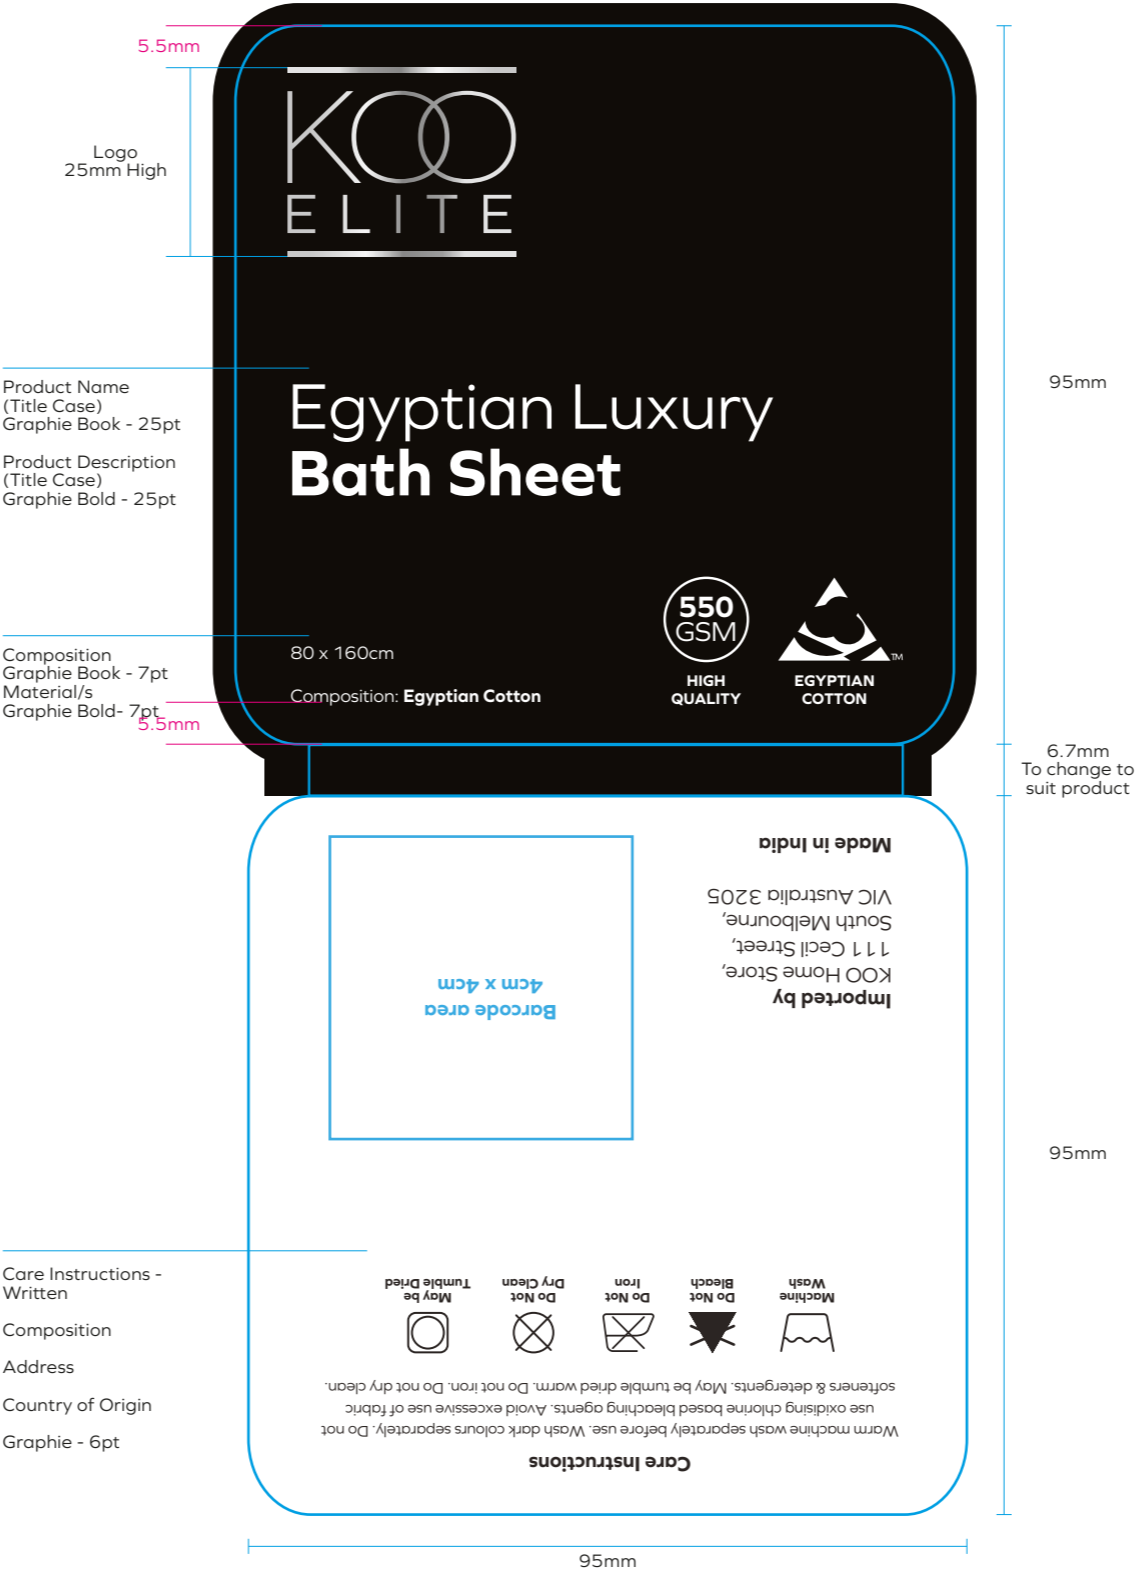 5.5mm
Logo
25mm High
KOO
ELITE
95mm
Product Name
(Title Case)
Graphie Book - 25pt
Product Description
(Title Case)
Graphie Bold - 25pt
Egyptian Luxury
Bath Sheet
550
GSM
HIGH
QUALITY
TM
EGYPTIAN
COTTON
80 x 160cm
Composition: Egyptian Cotton
Composition
Graphie Book - 7pt
Material/s
Graphie Bold- 7pt
5.5mm
6.7mm
To change to
suit product
Care Instructions
Warm machine wash separately before use. Wash dark colours separately. Do not
use oxidising chlorine based bleaching agents. Avoid excessive use of fabric
softeners & detergents. May be tumble dried warm. Do not iron. Do not dry clean.
Machine
Wash
Do Not
Bleach
Do Not
Iron
Do Not
Dry Clean
May be
Tumble Dried
Imported by
KOO Home Store,
111 Cecil Street,
South Melbourne,
VIC Australia 3205
Made in India
Barcode area
4cm x 4cm
95mm
Care Instructions -
Written
Composition
Address
Country of Origin
Graphie - 6pt
95mm